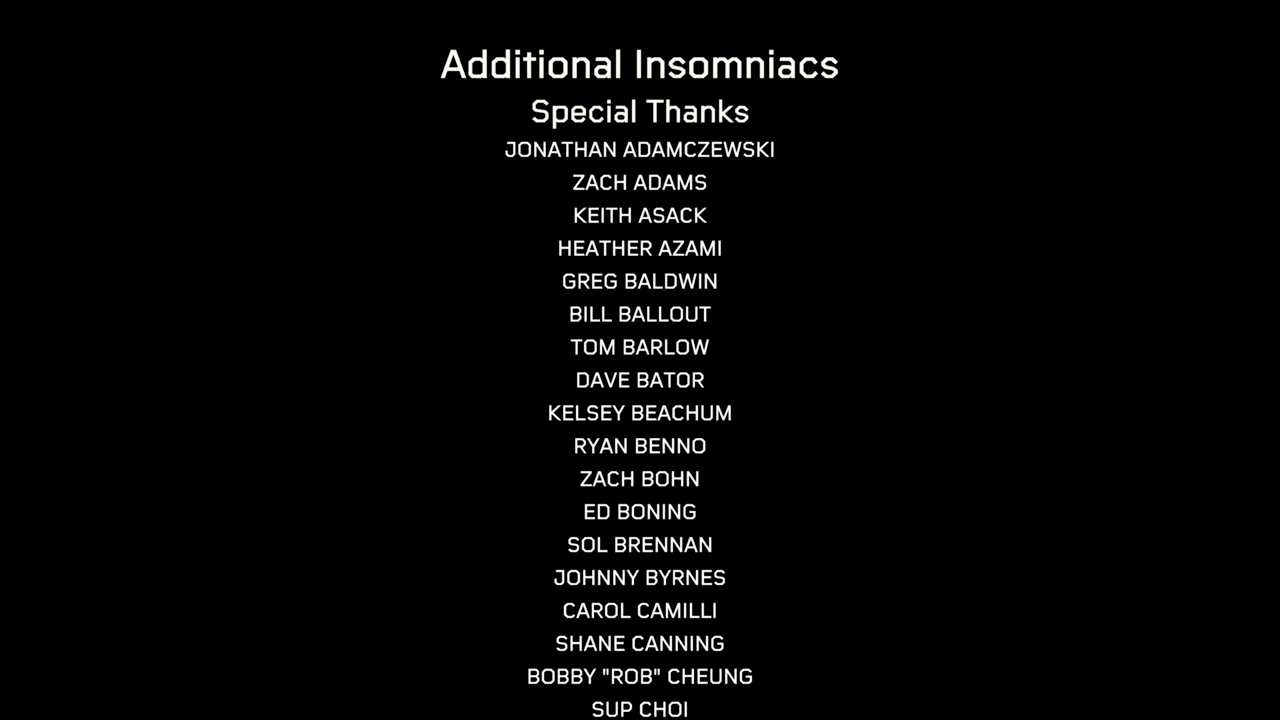 Additional Insomniacs
Special Thanks
JONATHAN ADAMCZEWSKI
ZACH ADAMS
KEITH ASACK
HEATHER AZAMI
GREG BALDWIN
BILL BALLOUT
TOM BARLOW
DAVE BATOR
KELSEY BEACHUM
RYAN BENNO
ZACH BOHN
ED BONING
SOL BRENNAN
JOHNNY BYRNES
CAROL CAMILLI
SHANE CANNING
BOBBY "ROB" CHEUNG
SUP CHOI